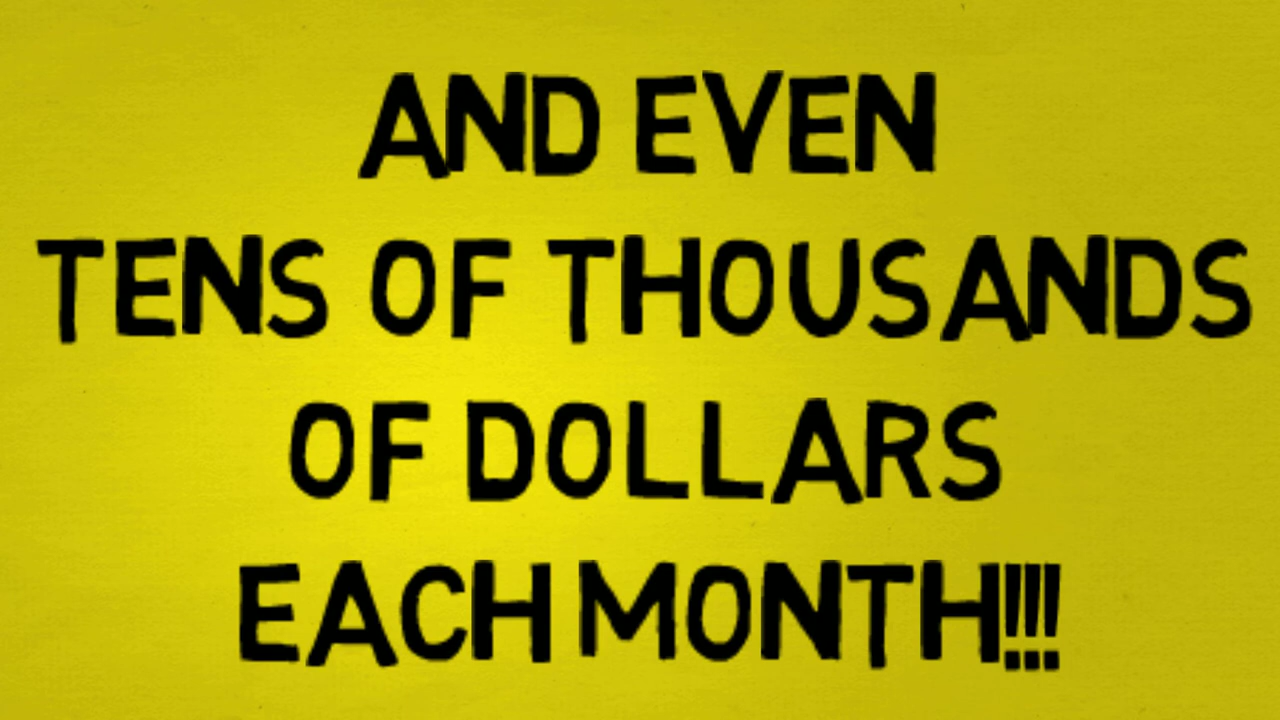 AND EVEN
TENS OF THOUSANDS
OF DOLLARS
EACH MONTH!!!